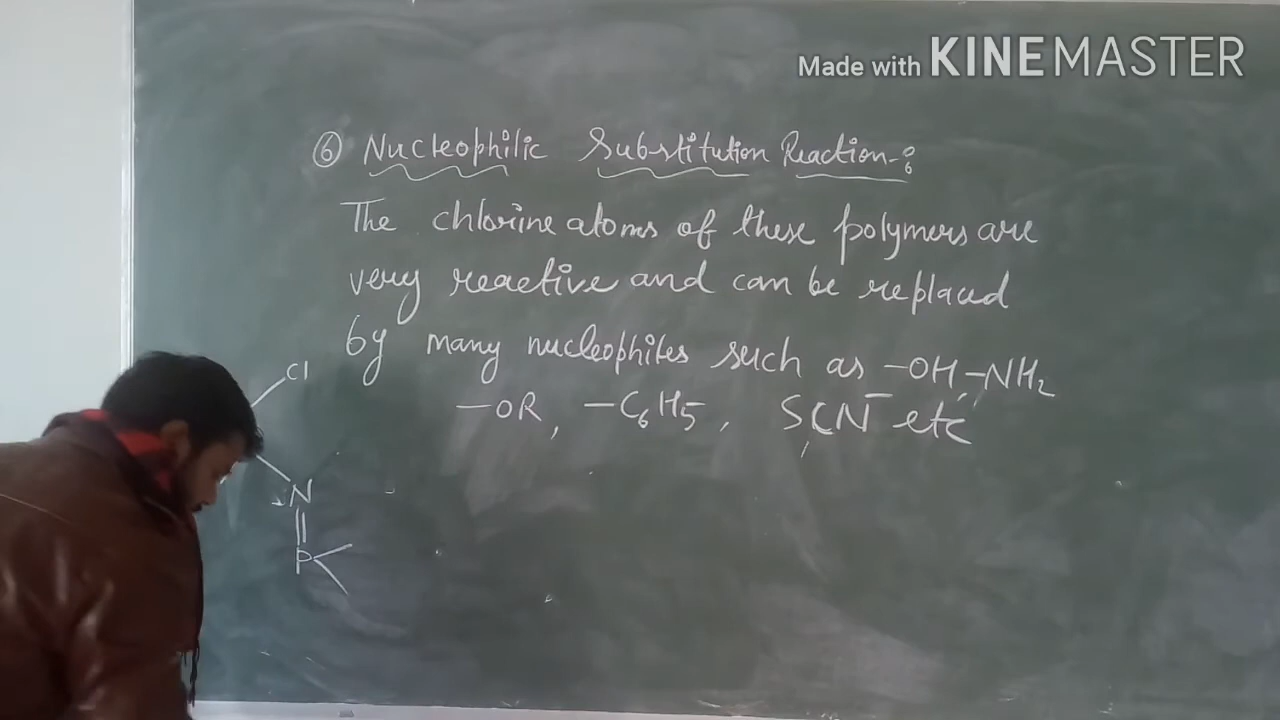 Made with KINEMASTER
⑥ Nucleophilic Substitution Reaction-:
The chlorine atoms of these polymers are
very reactive and can be replaced
by many nucleophiles such as -OH, -NH₂
-OR, -C₆H₅, SCN⁻ etc
Cl
N
P